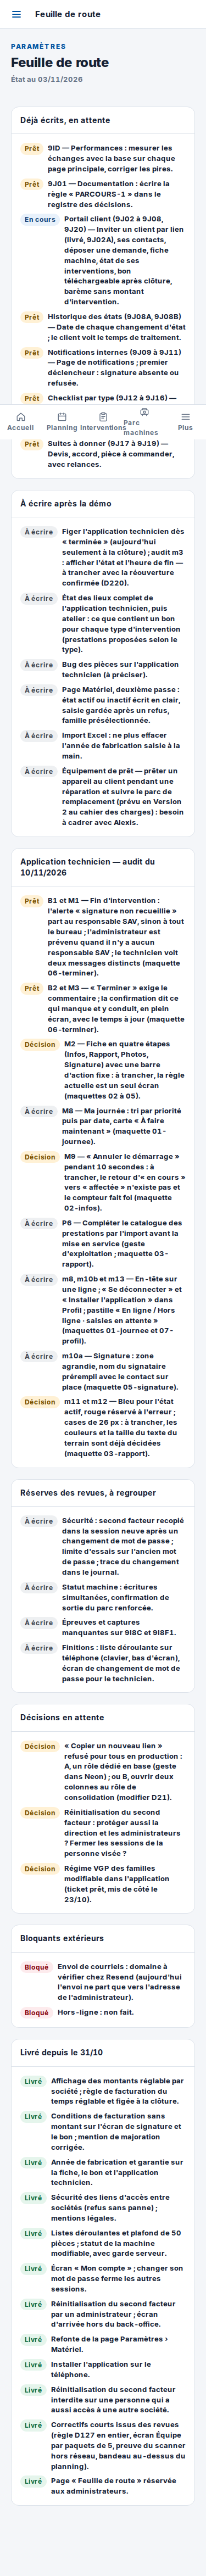 Feuille de route
PARAMÈTRES
Feuille de route
État au 03/11/2026
Déjà écrits, en attente
Prêt
9ID — Performances : mesurer les
échanges avec la base sur chaque
page principale, corriger les pires.
Prêt
9J01 — Documentation : écrire la
règle « PARCOURS-1 » dans le
registre des décisions.
En cours
Portail client (9J02 à 9J08,
9J20) — Inviter un client par lien
(livré, 9J02A), ses contacts,
déposer une demande, fiche
machine, état de ses
interventions, bon
téléchargeable après clôture,
barème sans montant
d'intervention.
Prêt
Historique des états (9J08A, 9J08B)
— Date de chaque changement d'état
; le client voit le temps de traitement.
Prêt
Notifications internes (9J09 à 9J11)
— Page de notifications ; premier
déclencheur : signature absente ou
refusée.
Prêt
Checklist par type (9J12 à 9J16) —
Accueil
Planning
Interventions
Parc
machines
Plus
Prêt
Suites à donner (9J17 à 9J19) —
Devis, accord, pièce à commander,
avec relances.
À écrire après la démo
À écrire
Figer l'application technicien dès
« terminée » (aujourd'hui
seulement à la clôture) ; audit m3
: afficher l'état et l'heure de fin —
à trancher avec la réouverture
confirmée (D220).
À écrire
État des lieux complet de
l'application technicien, puis
atelier : ce que contient un bon
pour chaque type d'intervention
(prestations proposées selon le
type).
À écrire
Bug des pièces sur l'application
technicien (à préciser).
À écrire
Page Matériel, deuxième passe :
état actif ou inactif écrit en clair,
saisie gardée après un refus,
famille présélectionnée.
À écrire
Import Excel : ne plus effacer
l'année de fabrication saisie à la
main.
À écrire
Équipement de prêt — prêter un
appareil au client pendant une
réparation et suivre le parc de
remplacement (prévu en Version
2 au cahier des charges) : besoin
à cadrer avec Alexis.
Application technicien — audit du
10/11/2026
Prêt
B1 et M1 — Fin d'intervention :
l'alerte « signature non recueillie »
part au responsable SAV, sinon à tout
le bureau ; l'administrateur est
prévenu quand il n'y a aucun
responsable SAV ; le technicien voit
deux messages distincts (maquette
06-terminer).
Prêt
B2 et M3 — « Terminer » exige le
commentaire ; la confirmation dit ce
qui manque et y conduit, en plein
écran, avec le temps à jour (maquette
06-terminer).
Décision
M2 — Fiche en quatre étapes
(Infos, Rapport, Photos,
Signature) avec une barre
d'action fixe : à trancher, la règle
actuelle est un seul écran
(maquettes 02 à 05).
À écrire
M8 — Ma journée : tri par priorité
puis par date, carte « À faire
maintenant » (maquette 01-
journee).
Décision
M9 — « Annuler le démarrage »
pendant 10 secondes : à
trancher, le retour d'« en cours »
vers « affectée » n'existe pas et
le compteur fait foi (maquette
02-infos).
À écrire
P6 — Compléter le catalogue des
prestations par l'import avant la
mise en service (geste
d'exploitation ; maquette 03-
rapport).
À écrire
m8, m10b et m13 — En-tête sur
une ligne ; « Se déconnecter » et
« Installer l'application » dans
Profil ; pastille « En ligne / Hors
ligne · saisies en attente »
(maquettes 01-journee et 07-
profil).
À écrire
m10a — Signature : zone
agrandie, nom du signataire
prérempli avec le contact sur
place (maquette 05-signature).
Décision
m11 et m12 — Bleu pour l'état
actif, rouge réservé à l'erreur ;
cases de 26 px : à trancher, les
couleurs et la taille du texte du
terrain sont déjà décidées
(maquette 03-rapport).
Réserves des revues, à regrouper
À écrire
Sécurité : second facteur recopié
dans la session neuve après un
changement de mot de passe ;
limite d'essais sur l'ancien mot
de passe ; trace du changement
dans le journal.
À écrire
Statut machine : écritures
simultanées, confirmation de
sortie du parc renforcée.
À écrire
Épreuves et captures
manquantes sur 9I8C et 9I8F1.
À écrire
Finitions : liste déroulante sur
téléphone (clavier, bas d'écran),
écran de changement de mot de
passe pour le technicien.
Décisions en attente
Décision
« Copier un nouveau lien »
refusé pour tous en production :
A, un rôle dédié en base (geste
dans Neon) ; ou B, ouvrir deux
colonnes au rôle de
consolidation (modifier D21).
Décision
Réinitialisation du second
facteur : protéger aussi la
direction et les administrateurs
? Fermer les sessions de la
personne visée ?
Décision
Régime VGP des familles
modifiable dans l'application
(ticket prêt, mis de côté le
23/10).
Bloquants extérieurs
Bloqué
Envoi de courriels : domaine à
vérifier chez Resend (aujourd'hui
l'envoi ne part que vers l'adresse
de l'administrateur).
Bloqué
Hors-ligne : non fait.
Livré depuis le 31/10
Livré
Affichage des montants réglable par
société ; règle de facturation du
temps réglable et figée à la clôture.
Livré
Conditions de facturation sans
montant sur l'écran de signature et
le bon ; mention de majoration
corrigée.
Livré
Année de fabrication et garantie sur
la fiche, le bon et l'application
technicien.
Livré
Sécurité des liens d'accès entre
sociétés (refus sans panne) ;
mentions légales.
Livré
Listes déroulantes et plafond de 50
pièces ; statut de la machine
modifiable, avec garde serveur.
Livré
Écran « Mon compte » ; changer son
mot de passe ferme les autres
sessions.
Livré
Réinitialisation du second facteur
par un administrateur ; écran
d'arrivée hors du back-office.
Livré
Refonte de la page Paramètres ›
Matériel.
Livré
Installer l'application sur le
téléphone.
Livré
Réinitialisation du second facteur
interdite sur une personne qui a
aussi accès à une autre société.
Livré
Correctifs courts issus des revues
(règle D127 en entier, écran Équipe
par paquets de 5, preuve du scanner
hors réseau, bandeau au-dessus du
planning).
Livré
Page « Feuille de route » réservée
aux administrateurs.